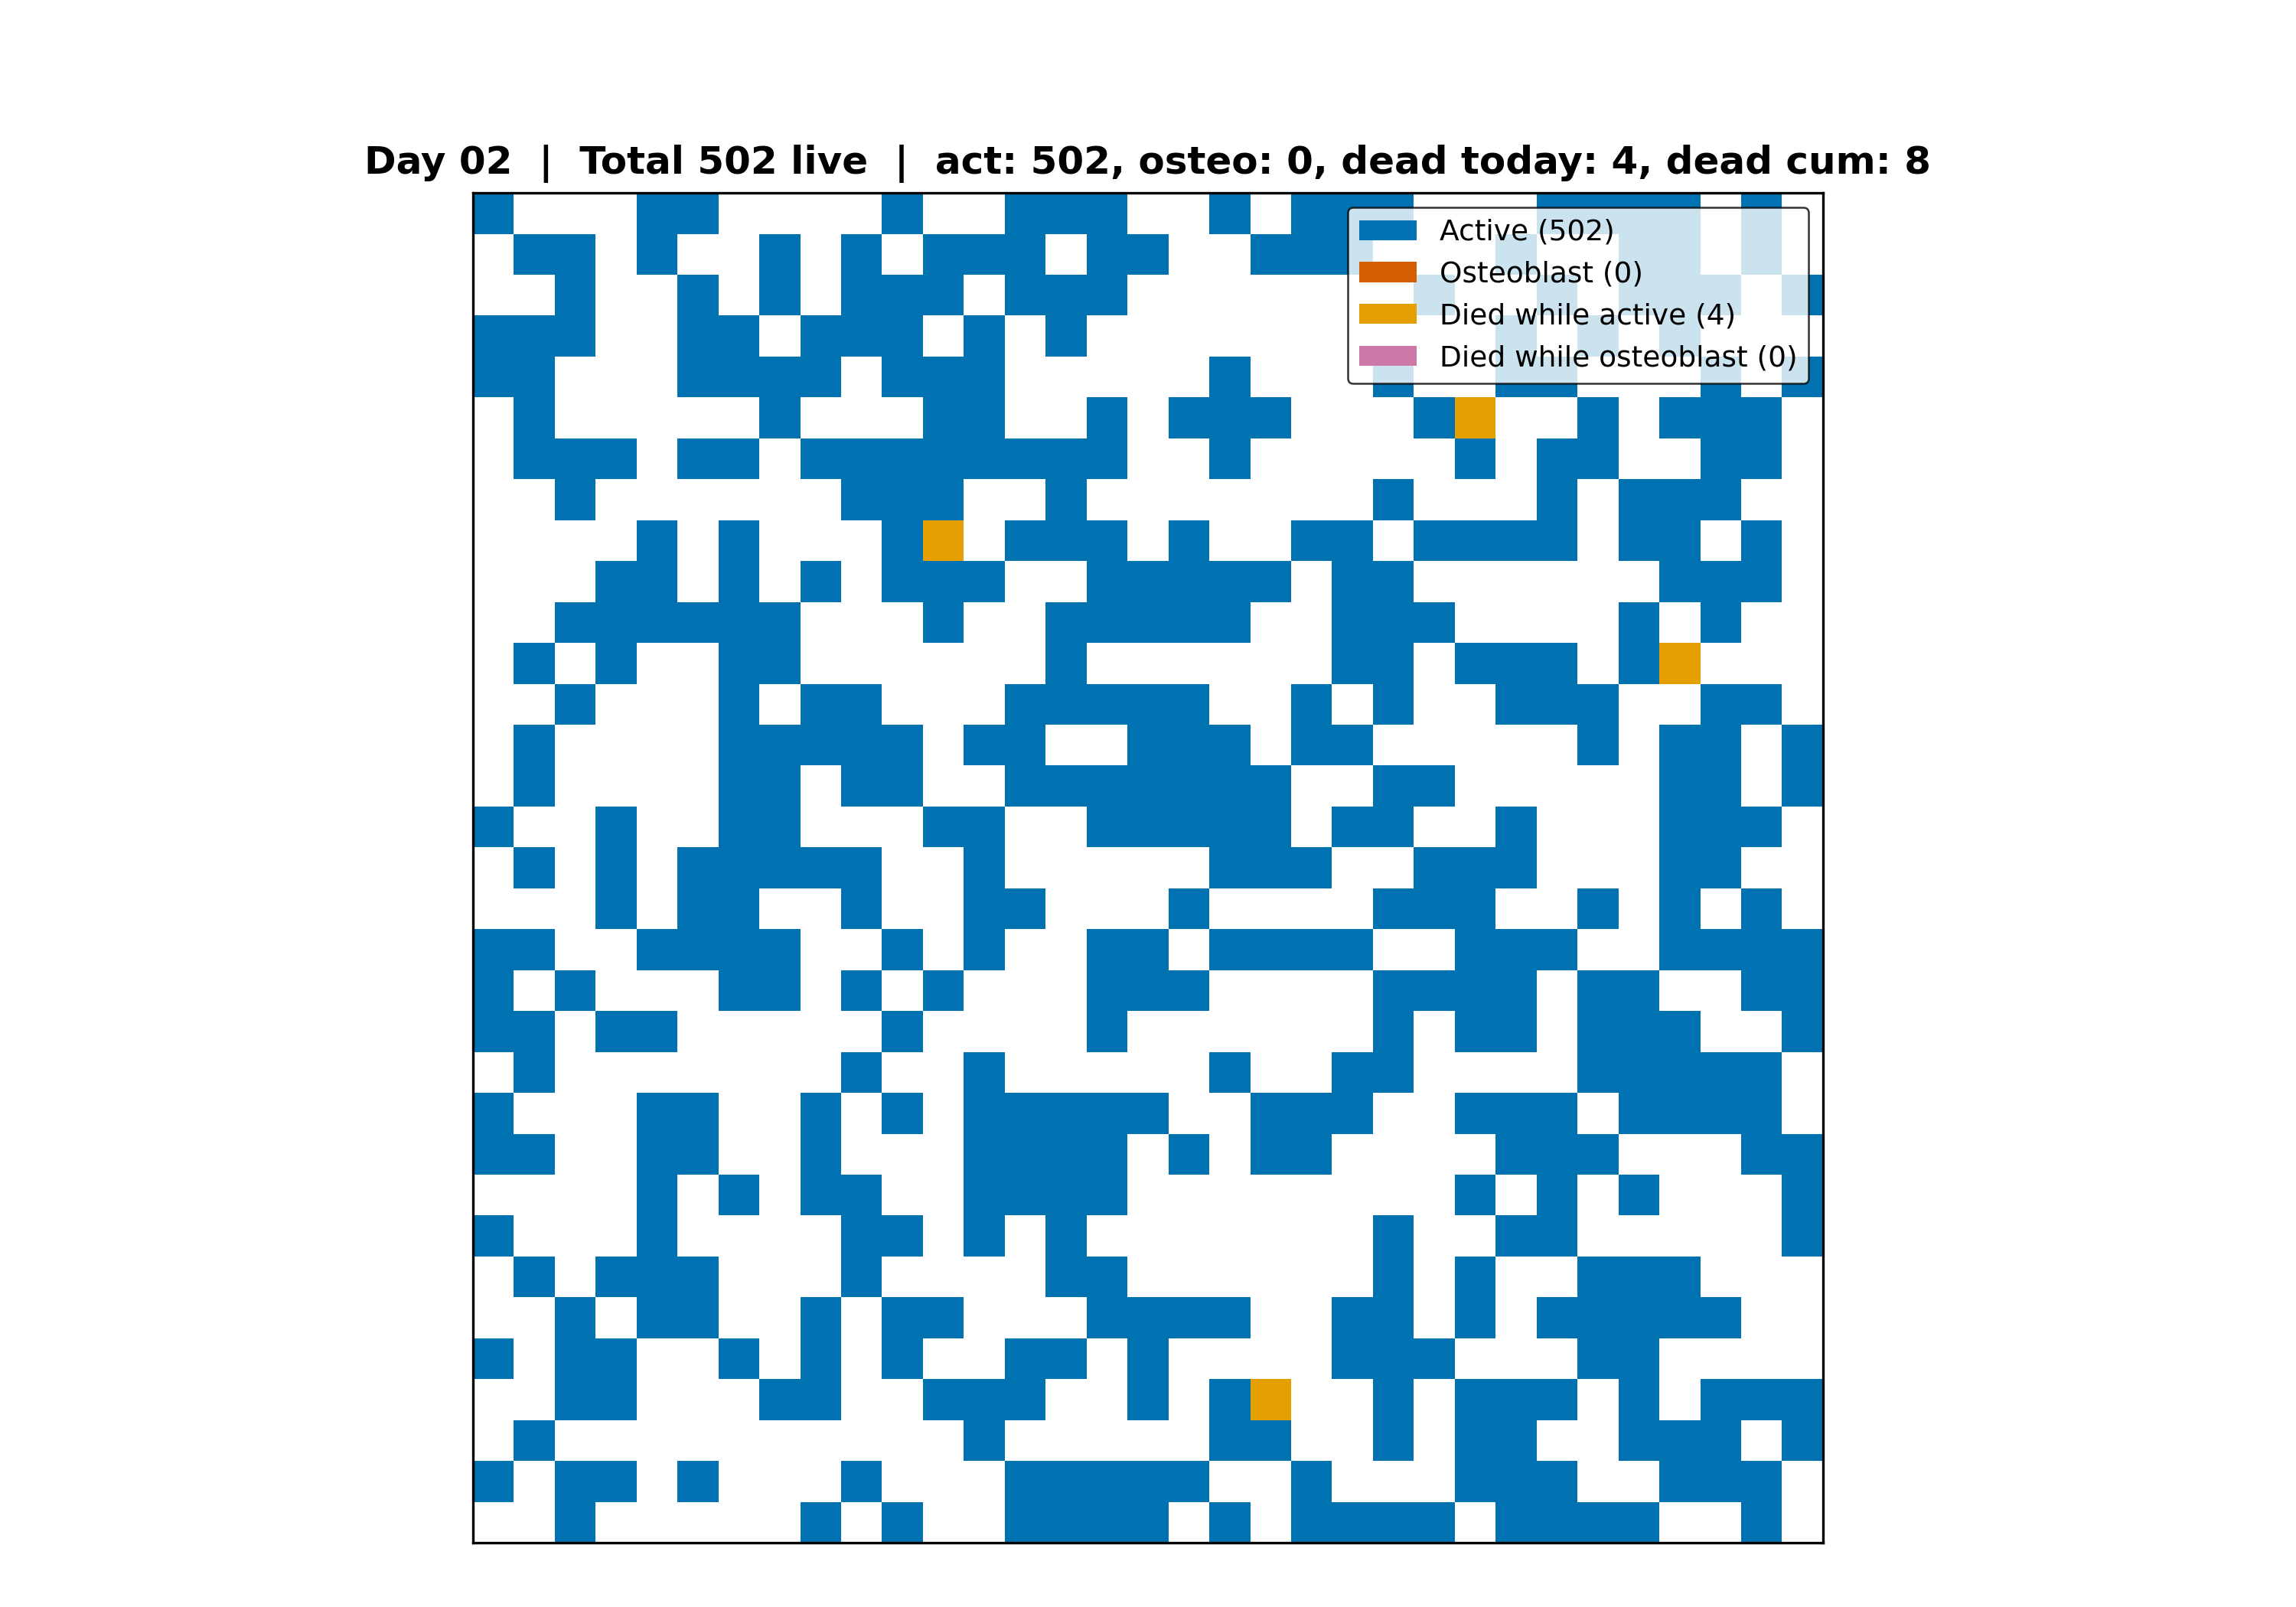 Day 02 | Total 502 live | act: 502, osteo: 0, dead today: 4, dead cum: 8
Active (502)
Osteoblast (0)
Died while active (4)
Died while osteoblast (0)